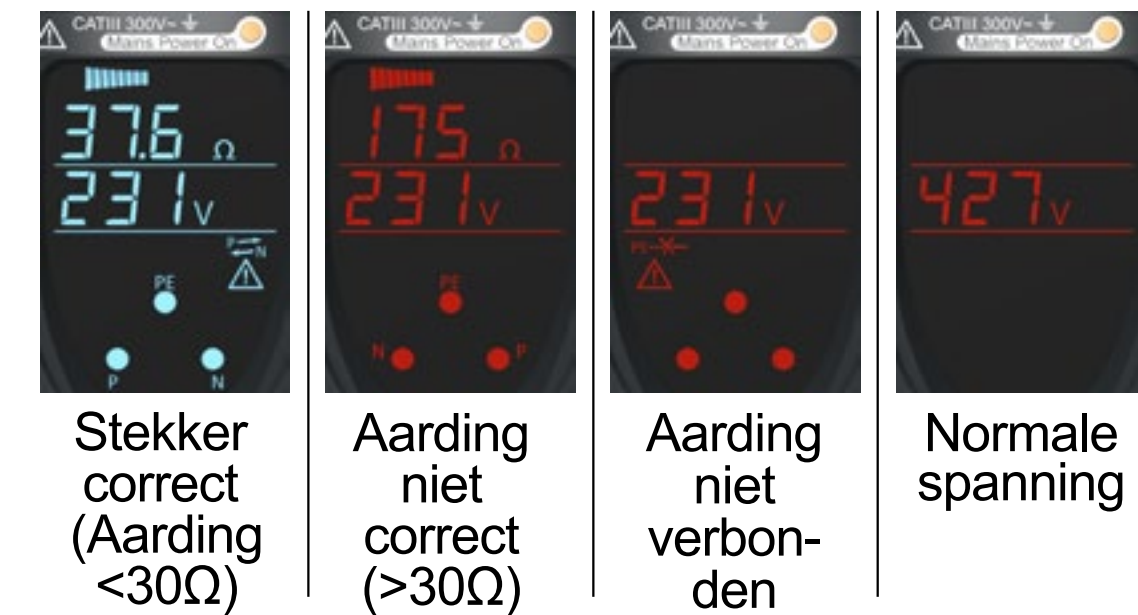 CATIII 300V~
Mains Power On
37.6 Ω
231 V
P
N
PE
P
N
Stekker
correct
(Aarding
<30Ω)
CATIII 300V~
Mains Power On
175 Ω
231 V
PE
N
P
Aarding
niet
correct
(>30Ω)
CATIII 300V~
Mains Power On
231 V
PE
Aarding
niet
verbon-
den
CATIII 300V~
Mains Power On
427 V
Normale
spanning